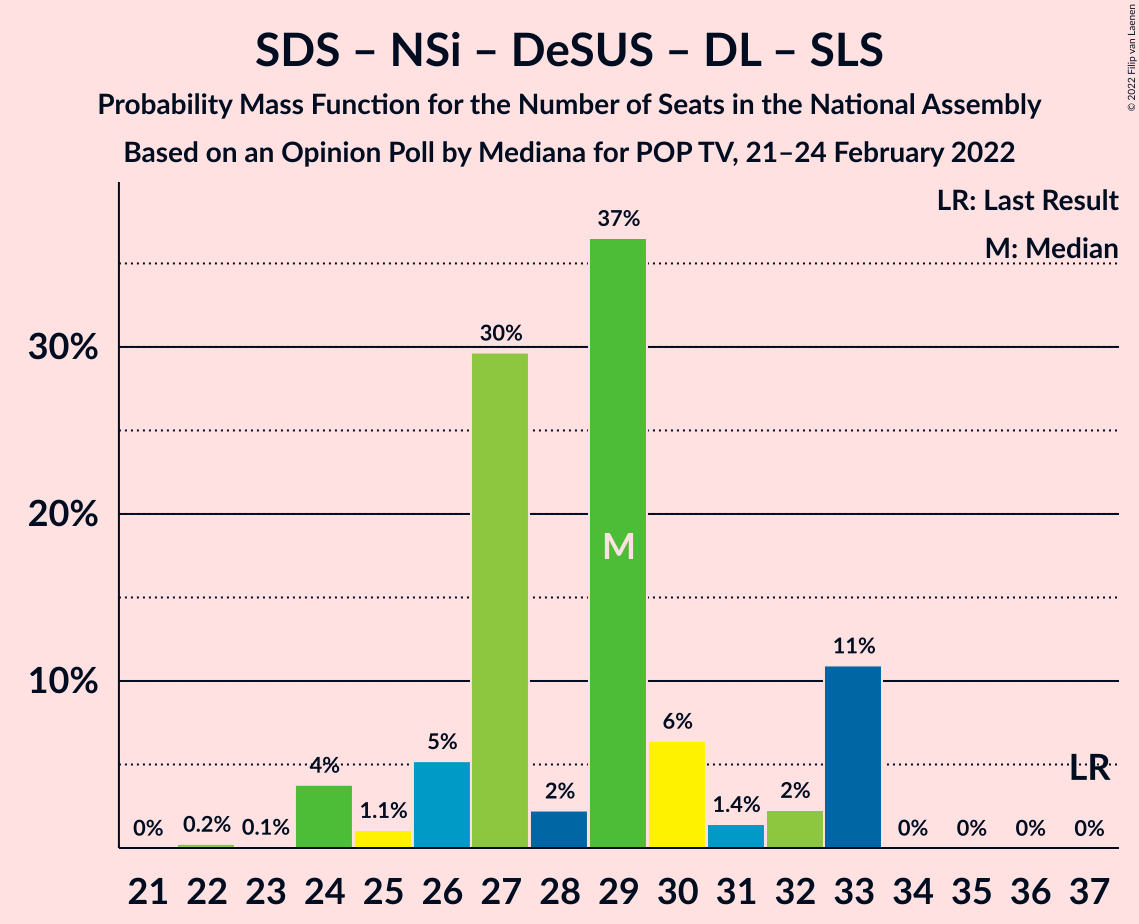 SDS – NSi – DeSUS – DL – SLS
Probability Mass Function for the Number of Seats in the National Assembly
Based on an Opinion Poll by Mediana for POP TV, 21–24 February 2022
© 2022 Filip van Laenen
LR: Last Result
M: Median
37%
30%
30%
20%
M
11%
10%
6%
5%
4%
LR
2%
2%
1.4%
1.1%
0%
0.2%
0.1%
0%
0%
0%
0%
21 22 23 24 25 26 27 28 29 30 31 32 33 34 35 36 37